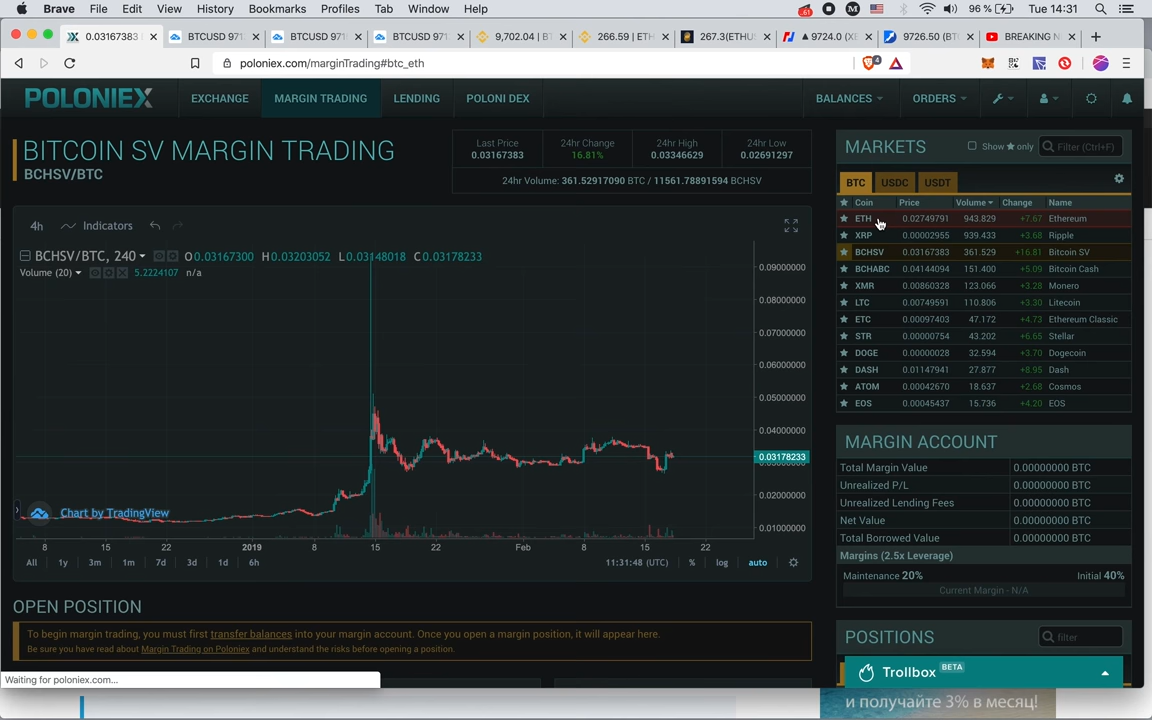 Brave File Edit View History Bookmarks Profiles Tab Window Help 61 96 % Tue 14:31
0.03167383 BTCUSD 971 BTCUSD 971 BTCUSD 971 9,702.04 | B 266.59 | ETH 267.3(ETHUS 9724.0 (X 9726.50 (BT BREAKING N
poloniex.com/marginTrading#btc_eth 4
POLONIEX EXCHANGE MARGIN TRADING LENDING POLONI DEX BALANCES ORDERS
BITCOIN SV MARGIN TRADING
BCHSV/BTC
Last Price 24hr Change 24hr High 24hr Low
0.03167383 16.81% 0.03346629 0.02691297
24hr Volume: 361.52917090 BTC / 11561.78891594 BCHSV
4h Indicators
BCHSV/BTC, 240 O0.03167300 H0.03203052 L0.03148018 C0.03178233
Volume (20) 5.2224107 n/a
0.09000000
0.08000000
0.07000000
0.06000000
0.05000000
0.04000000
0.03178233
0.03000000
0.02000000
0.01000000
Chart by TradingView
8 15 22 2019 8 15 22 Feb 8 15 22
All 1y 3m 1m 7d 3d 1d 6h 11:31:48 (UTC) % log auto
OPEN POSITION
To begin margin trading, you must first transfer balances into your margin account. Once you open a margin position, it will appear here.
Be sure you have read about Margin Trading on Poloniex and understand the risks before opening a position.
Waiting for poloniex.com...
MARKETS Show ★ only Filter (Ctrl+F)
BTC USDC USDT
★ Coin Price Volume Change Name
★ ETH 0.02749791 943.829 +7.67 Ethereum
★ XRP 0.00002955 939.433 +3.68 Ripple
★ BCHSV 0.03167383 361.529 +16.81 Bitcoin SV
★ BCHABC 0.04144094 151.400 +5.09 Bitcoin Cash
★ XMR 0.00860328 123.066 +3.28 Monero
★ LTC 0.00749591 110.806 +3.30 Litecoin
★ ETC 0.00097403 47.172 +4.73 Ethereum Classic
★ STR 0.00000754 43.202 +6.65 Stellar
★ DOGE 0.00000028 32.594 +3.70 Dogecoin
★ DASH 0.01147941 27.877 +8.95 Dash
★ ATOM 0.00042670 18.637 +2.68 Cosmos
★ EOS 0.00045437 15.736 +4.20 EOS
MARGIN ACCOUNT
Total Margin Value 0.00000000 BTC
Unrealized P/L 0.00000000 BTC
Unrealized Lending Fees 0.00000000 BTC
Net Value 0.00000000 BTC
Total Borrowed Value 0.00000000 BTC
Margins (2.5x Leverage)
Maintenance 20% Initial 40%
Current Margin - N/A
POSITIONS filter
Trollbox BETA
и получайте 3% в месяц!